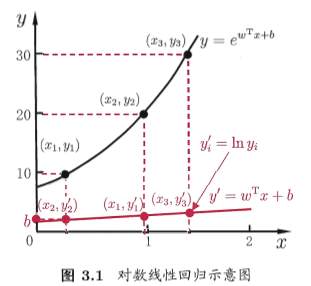 y
(x₃, y₃)
y = e^{wᵀx+b}
30
(x₂, y₂)
20
(x₁, y₁)
y′ᵢ = ln yᵢ
10
(x₂, y′₂)
(x₁, y′₁)
(x₃, y′₃)
y′ = wᵀx + b
b
0
1
2
x
图 3.1 对数线性回归示意图